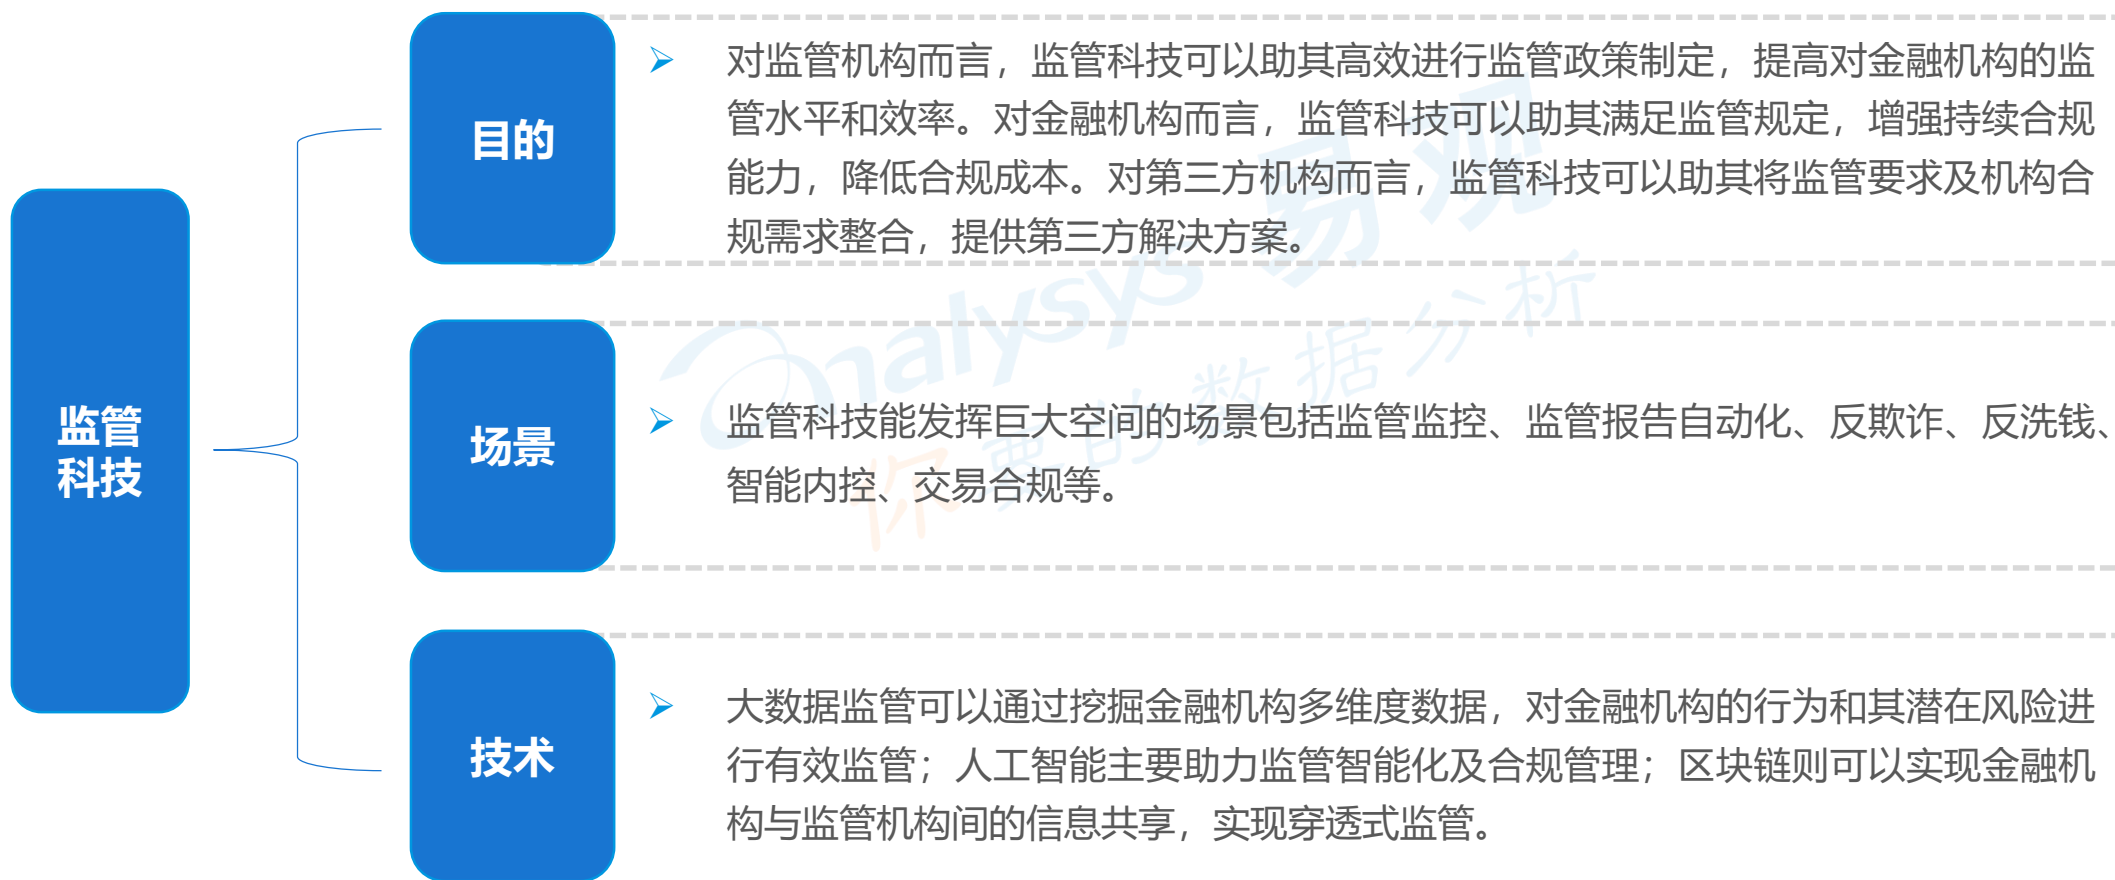 监管
科技
目的
对监管机构而言，监管科技可以助其高效进行监管政策制定，提高对金融机构的监
管水平和效率。对金融机构而言，监管科技可以助其满足监管规定，增强持续合规
能力，降低合规成本。对第三方机构而言，监管科技可以助其将监管要求及机构合
规需求整合，提供第三方解决方案。
场景
监管科技能发挥巨大空间的场景包括监管监控、监管报告自动化、反欺诈、反洗钱、
智能内控、交易合规等。
技术
大数据监管可以通过挖掘金融机构多维度数据，对金融机构的行为和其潜在风险进
行有效监管；人工智能主要助力监管智能化及合规管理；区块链则可以实现金融机
构与监管机构间的信息共享，实现穿透式监管。
analysys 易观
你要的数据分析